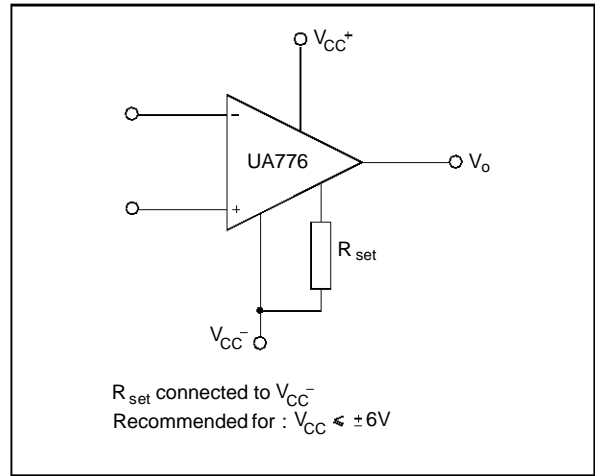 VCC+
−
UA776
Vo
+
Rset
VCC−
Rset connected to VCC−
Recommended for : VCC ⩽ ±6V